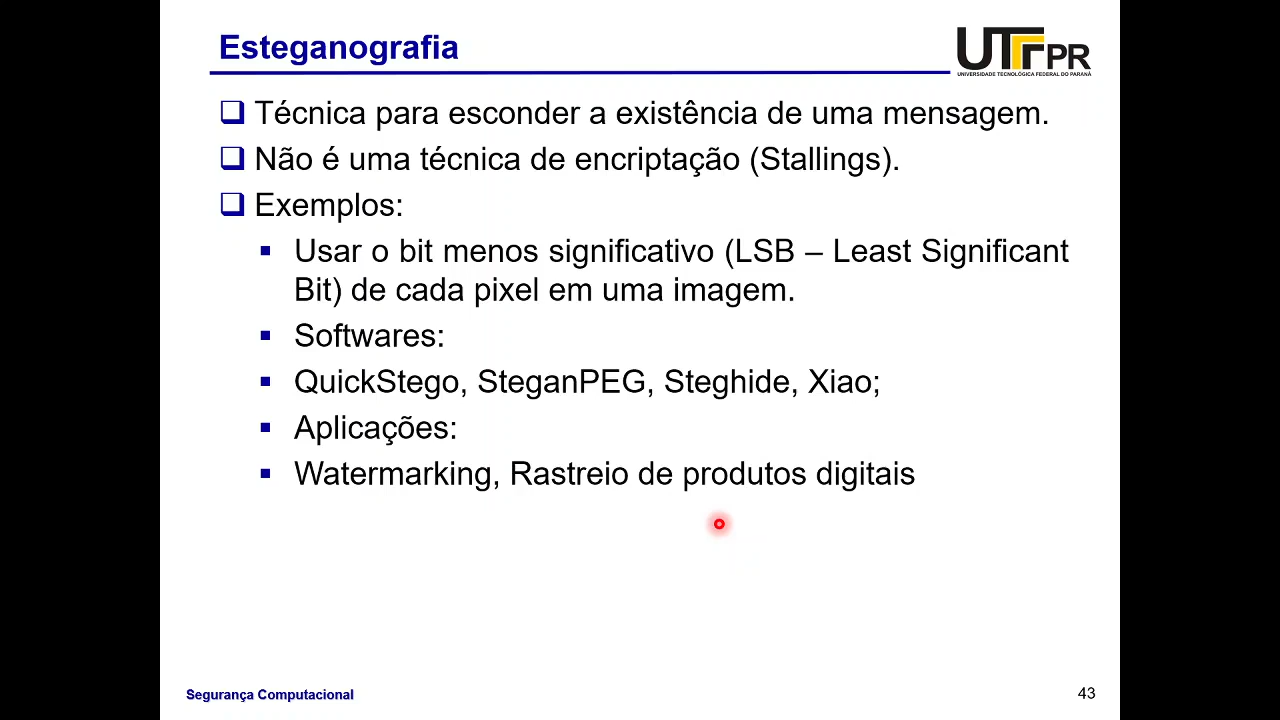 Esteganografia
UTFPR
UNIVERSIDADE TECNOLÓGICA FEDERAL DO PARANÁ
Técnica para esconder a existência de uma mensagem.
Não é uma técnica de encriptação (Stallings).
Exemplos:
Usar o bit menos significativo (LSB – Least Significant
Bit) de cada pixel em uma imagem.
Softwares:
QuickStego, SteganPEG, Steghide, Xiao;
Aplicações:
Watermarking, Rastreio de produtos digitais
Segurança Computacional
43